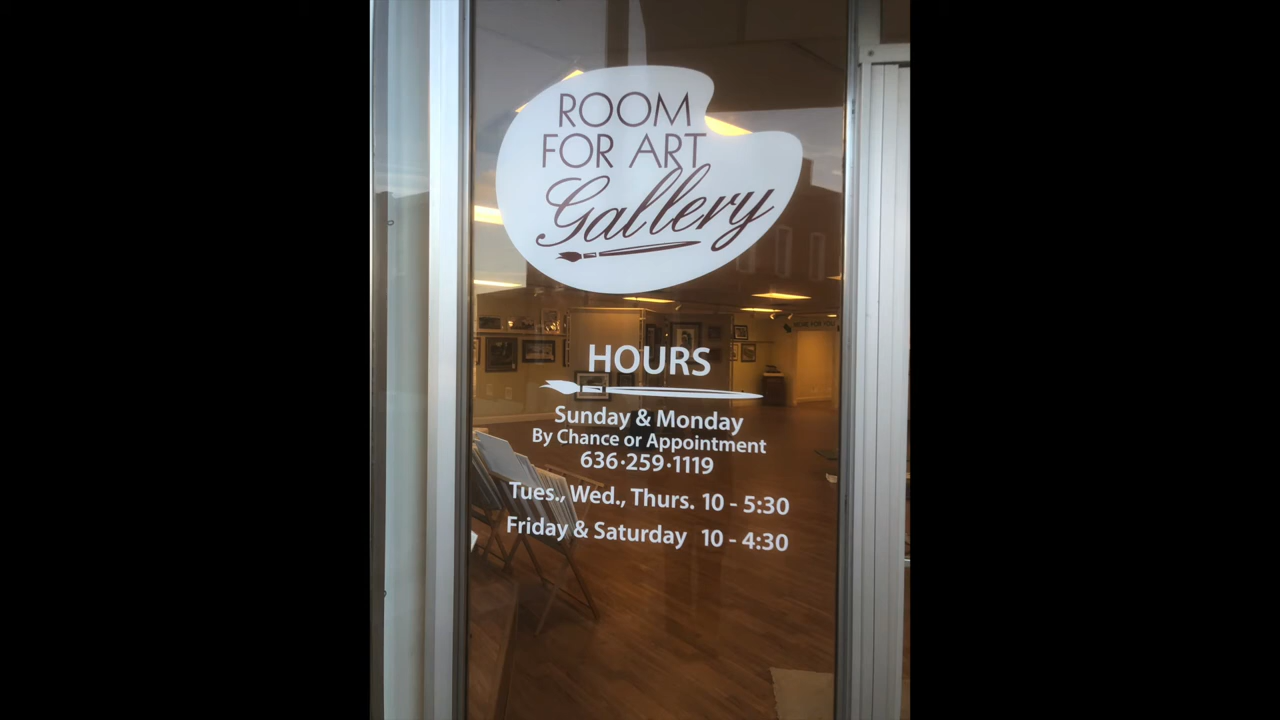 ROOM
FOR ART
Gallery
HOURS
Sunday & Monday
By Chance or Appointment
636·259·1119
Tues., Wed., Thurs. 10 - 5:30
Friday & Saturday 10 - 4:30